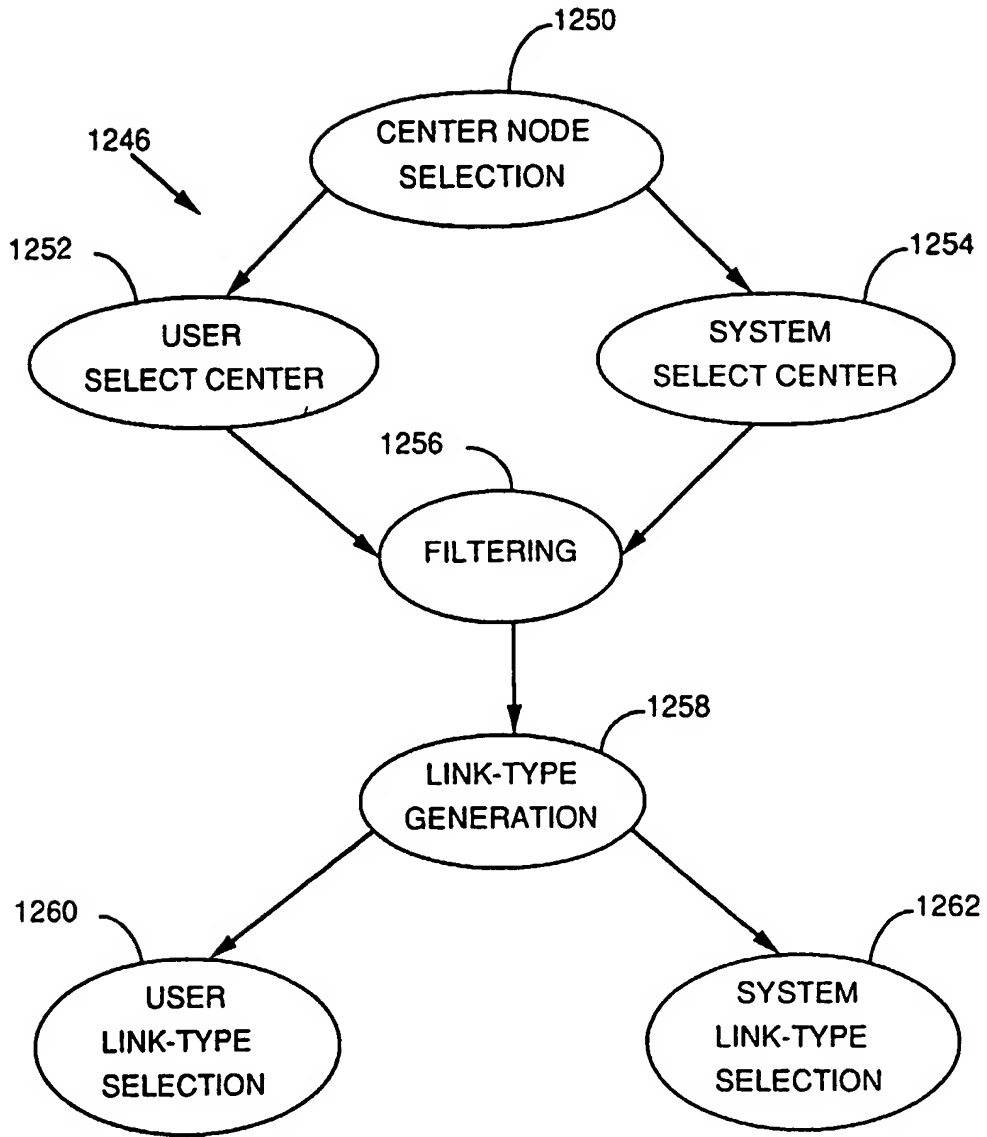 1250
CENTER NODE
SELECTION
1246
1252
1254
USER
SELECT CENTER
SYSTEM
SELECT CENTER
1256
FILTERING
1258
LINK-TYPE
GENERATION
1260
1262
USER
LINK-TYPE
SELECTION
SYSTEM
LINK-TYPE
SELECTION